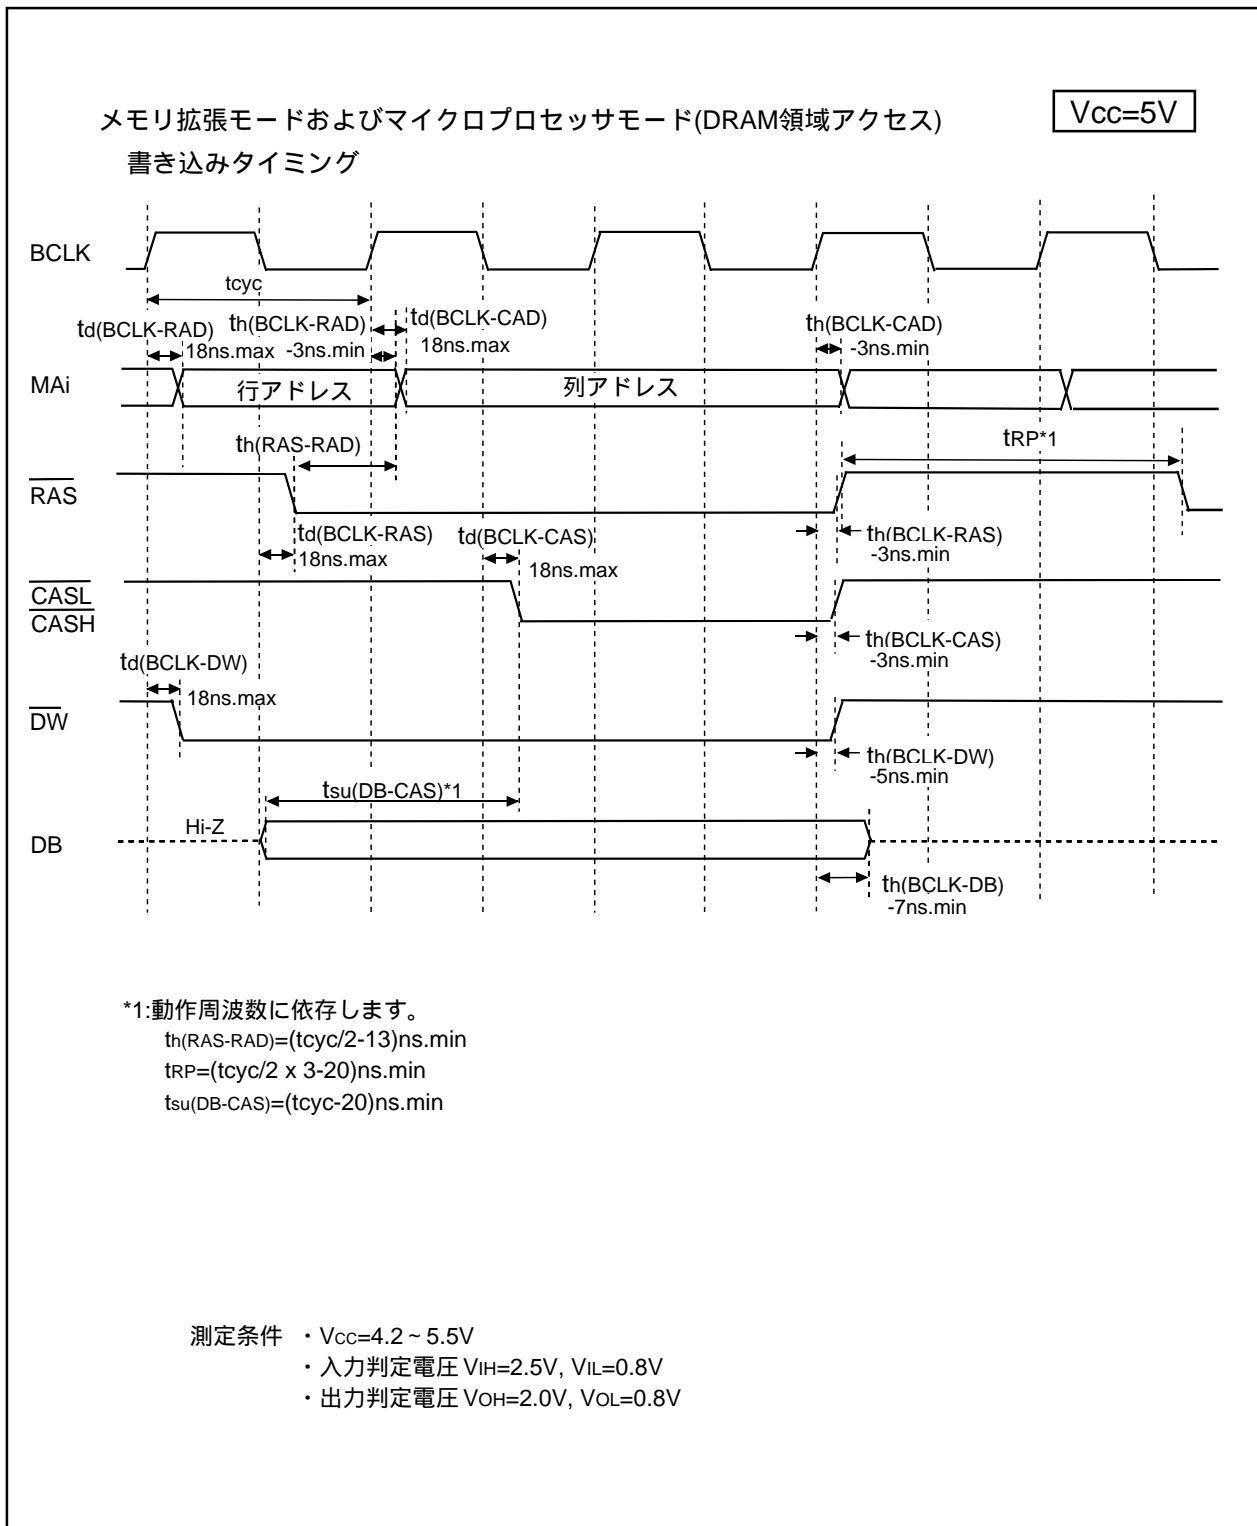 メモリ拡張モードおよびマイクロプロセッサモード(DRAM領域アクセス)
Vcc=5V
書き込みタイミング
BCLK
tcyc
td(BCLK-RAD)
18ns.max
th(BCLK-RAD)
-3ns.min
td(BCLK-CAD)
18ns.max
th(BCLK-CAD)
-3ns.min
MAi
行アドレス
列アドレス
th(RAS-RAD)
tRP*1
RAS
td(BCLK-RAS)
18ns.max
td(BCLK-CAS)
18ns.max
th(BCLK-RAS)
-3ns.min
CASL
CASH
th(BCLK-CAS)
-3ns.min
td(BCLK-DW)
18ns.max
DW
th(BCLK-DW)
-5ns.min
tsu(DB-CAS)*1
Hi-Z
DB
th(BCLK-DB)
-7ns.min
*1:動作周波数に依存します。
th(RAS-RAD)=(tcyc/2-13)ns.min
tRP=(tcyc/2 x 3-20)ns.min
tsu(DB-CAS)=(tcyc-20)ns.min
測定条件 ・VCC=4.2~5.5V
・入力判定電圧 VIH=2.5V, VIL=0.8V
・出力判定電圧 VOH=2.0V, VOL=0.8V